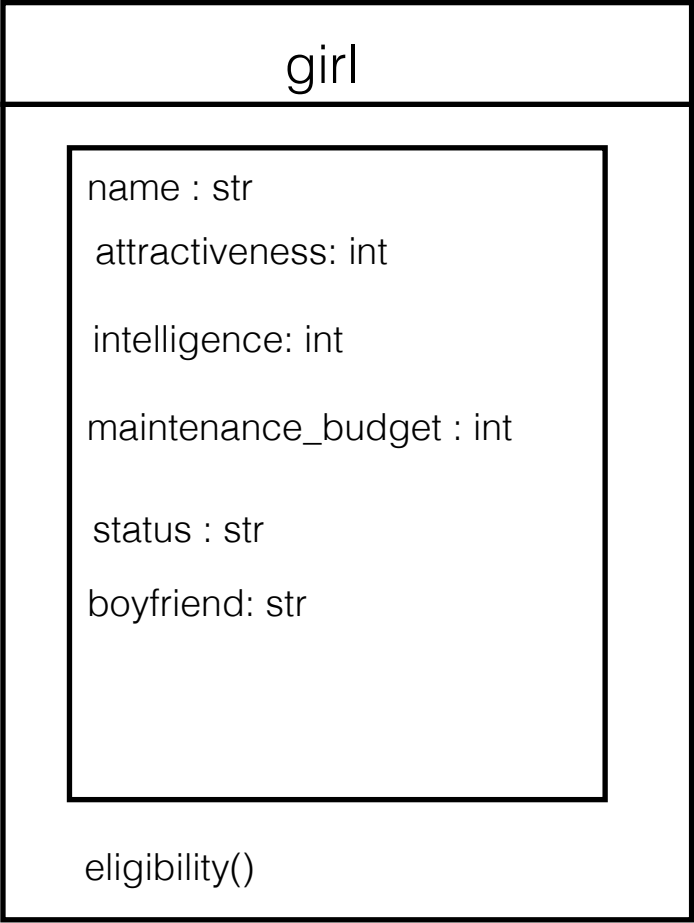 girl
name : str
attractiveness: int
intelligence: int
maintenance_budget : int
status : str
boyfriend: str
eligibility()